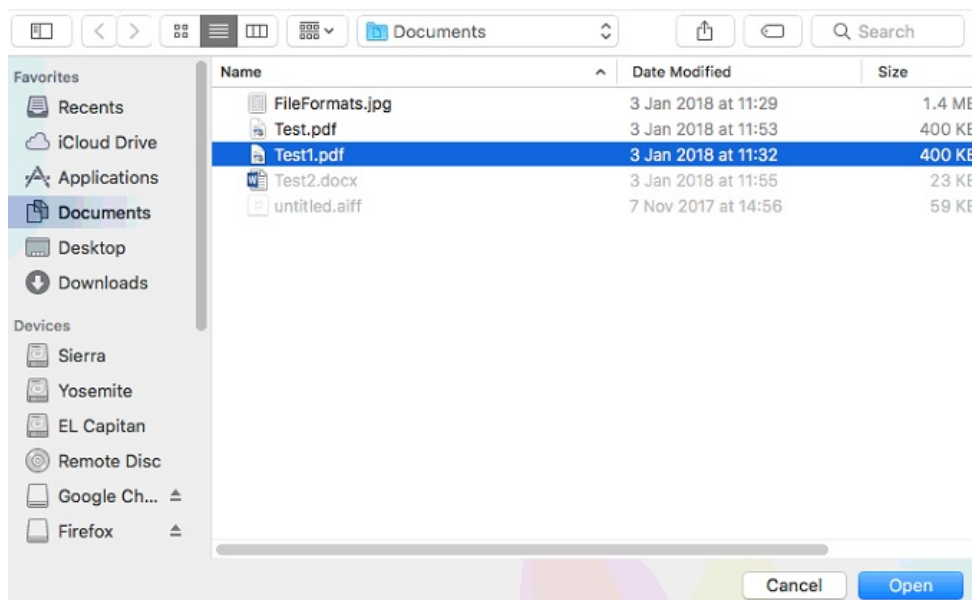 Documents
Search
Favorites
Recents
iCloud Drive
Applications
Documents
Desktop
Downloads
Devices
Sierra
Yosemite
EL Capitan
Remote Disc
Google Ch...
Firefox
Name Date Modified Size
FileFormats.jpg 3 Jan 2018 at 11:29 1.4 MB
Test.pdf 3 Jan 2018 at 11:53 400 KB
Test1.pdf 3 Jan 2018 at 11:32 400 KB
Test2.docx 3 Jan 2018 at 11:55 23 KB
untitled.aiff 7 Nov 2017 at 14:56 59 KB
Cancel Open